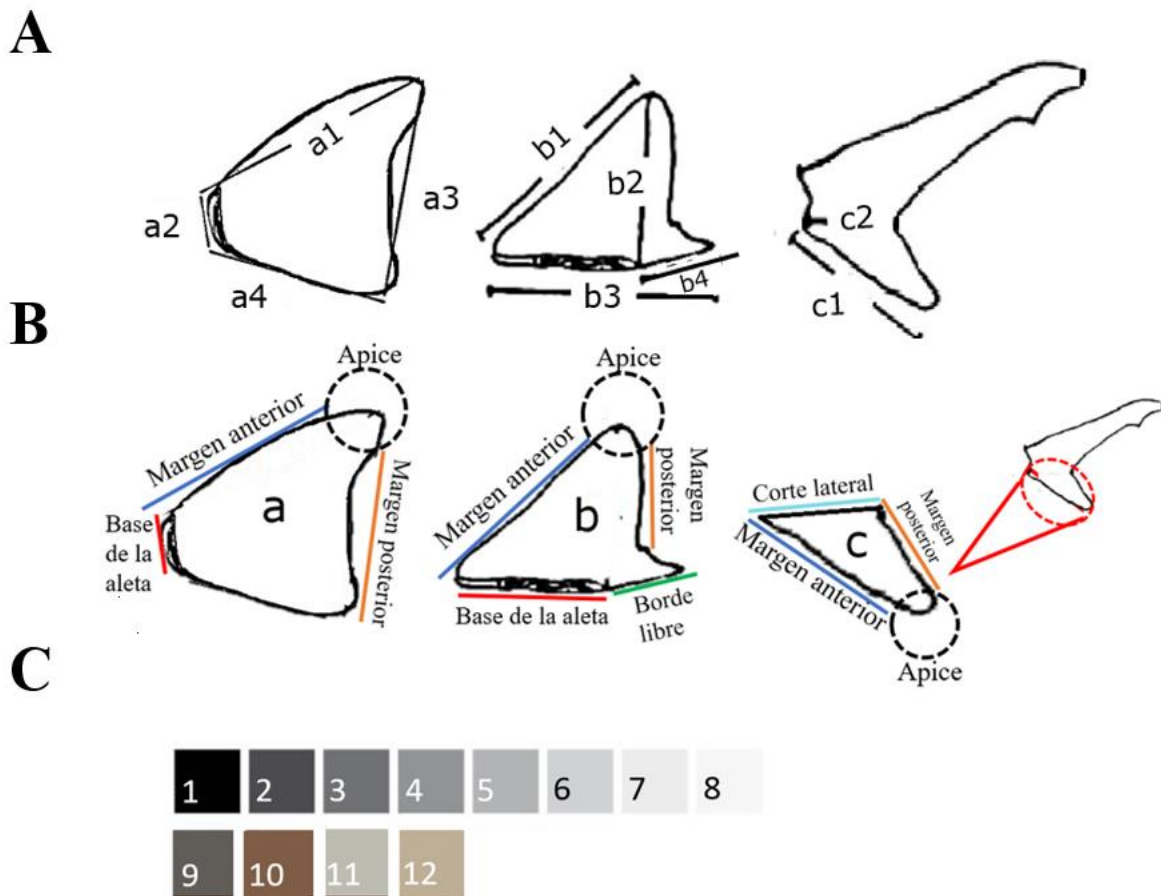 A
a1
a2
a3
a4
b1
b2
b3
b4
c2
c1
B
Apice
Margen anterior
a
Base
de la
aleta
Margen posterior
Apice
Margen anterior
b
Margen
posterior
Base de la aleta
Borde
libre
Corte lateral
Margen
posterior
c
Margen anterior
Apice
C
1 2 3 4 5 6 7 8
9 10 11 12